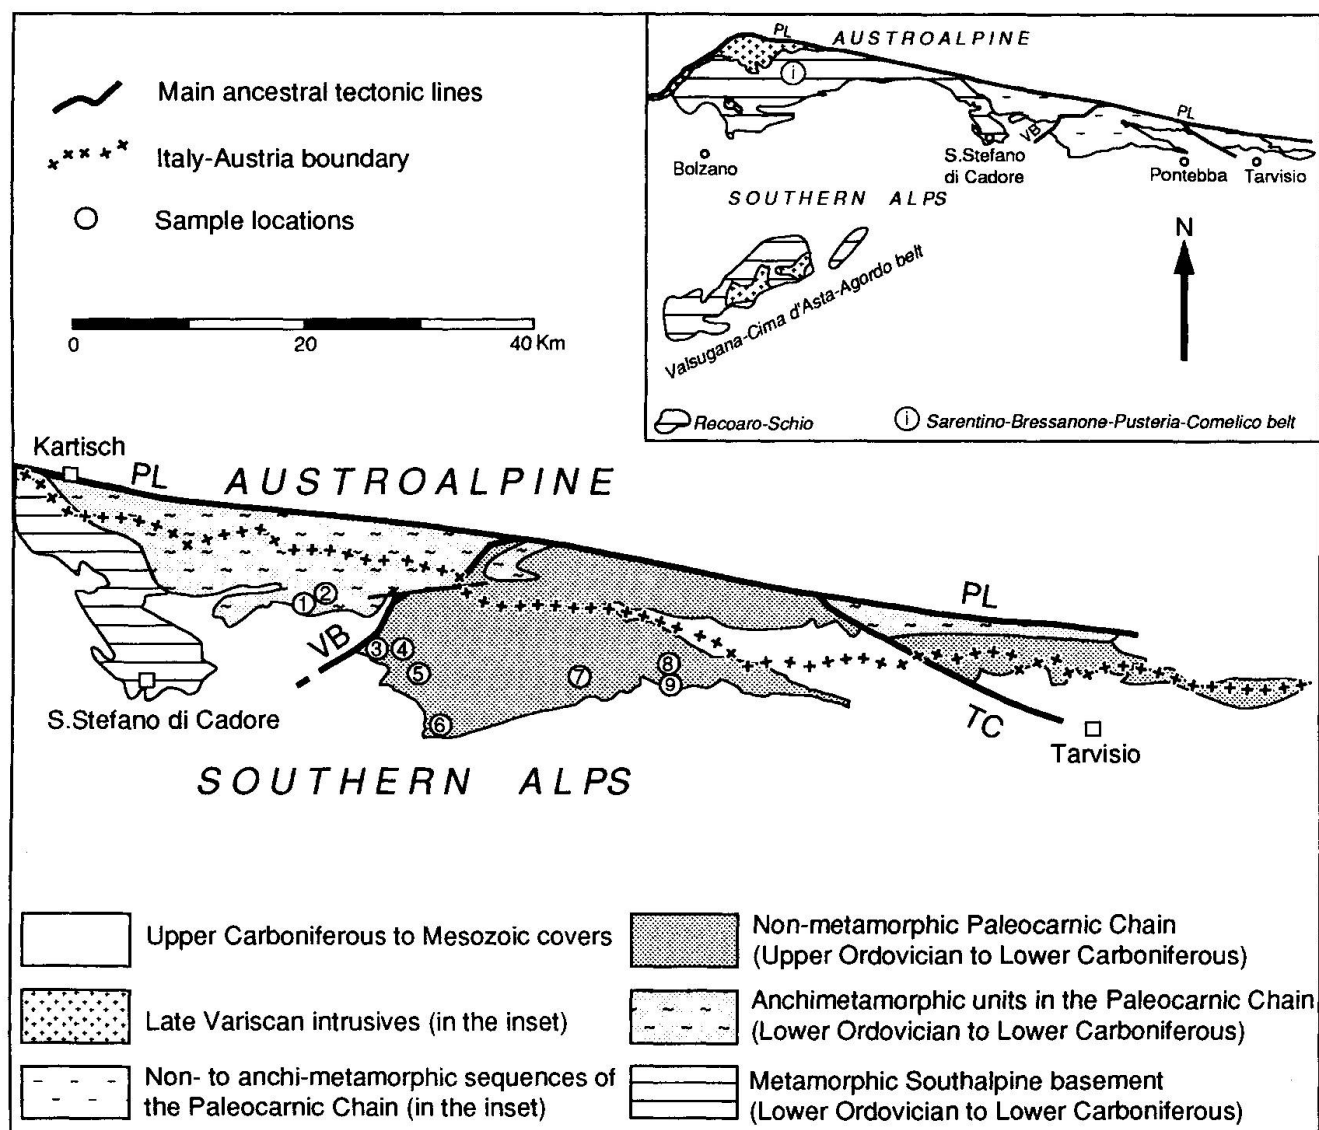 Main ancestral tectonic lines
Italy-Austria boundary
Sample locations
0 20 40 Km
PL AUSTROALPINE
i
PL
VB
Bolzano
S.Stefano
di Cadore
Pontebba
Tarvisio
SOUTHERN ALPS
N
Valsugana-Cima d'Asta-Agordo belt
Recoaro-Schio
i Sarentino-Bressanone-Pusteria-Comelico belt
Kartisch
PL AUSTROALPINE
PL
1 2
VB
3 4
5
6
7
8
9
TC
S.Stefano di Cadore
Tarvisio
SOUTHERN ALPS
Upper Carboniferous to Mesozoic covers
Late Variscan intrusives (in the inset)
Non- to anchi-metamorphic sequences of
the Paleocarnic Chain (in the inset)
Non-metamorphic Paleocarnic Chain
(Upper Ordovician to Lower Carboniferous)
Anchimetamorphic units in the Paleocarnic Chain
(Lower Ordovician to Lower Carboniferous)
Metamorphic Southalpine basement
(Lower Ordovician to Lower Carboniferous)